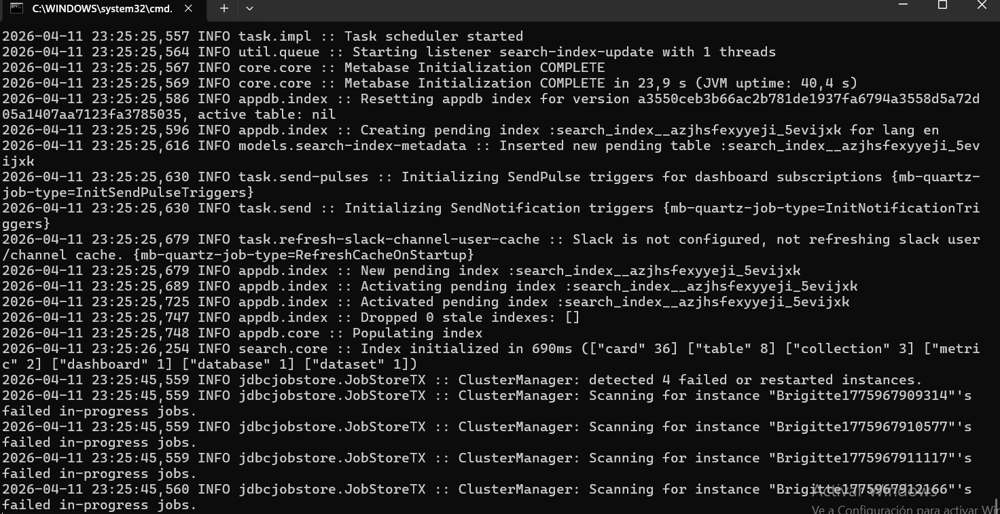 C:\WINDOWS\system32\cmd.
2026-04-11 23:25:25,557 INFO task.impl :: Task scheduler started
2026-04-11 23:25:25,564 INFO util.queue :: Starting listener search-index-update with 1 threads
2026-04-11 23:25:25,567 INFO core.core :: Metabase Initialization COMPLETE
2026-04-11 23:25:25,569 INFO core.core :: Metabase Initialization COMPLETE in 23,9 s (JVM uptime: 40,4 s)
2026-04-11 23:25:25,586 INFO appdb.index :: Resetting appdb index for version a3550ceb3b66ac2b781de1937fa6794a3558d5a72d
05a1407aa7123fa3785035, active table: nil
2026-04-11 23:25:25,596 INFO appdb.index :: Creating pending index :search_index__azjhsfexyyeji_5evijxk for lang en
2026-04-11 23:25:25,616 INFO models.search-index-metadata :: Inserted new pending table :search_index__azjhsfexyyeji_5ev
ijxk
2026-04-11 23:25:25,630 INFO task.send-pulses :: Initializing SendPulse triggers for dashboard subscriptions {mb-quartz-
job-type=InitSendPulseTriggers}
2026-04-11 23:25:25,630 INFO task.send :: Initializing SendNotification triggers {mb-quartz-job-type=InitNotificationTri
ggers}
2026-04-11 23:25:25,679 INFO task.refresh-slack-channel-user-cache :: Slack is not configured, not refreshing slack user
/channel cache. {mb-quartz-job-type=RefreshCacheOnStartup}
2026-04-11 23:25:25,679 INFO appdb.index :: New pending index :search_index__azjhsfexyyeji_5evijxk
2026-04-11 23:25:25,689 INFO appdb.index :: Activating pending index :search_index__azjhsfexyyeji_5evijxk
2026-04-11 23:25:25,725 INFO appdb.index :: Activated pending index :search_index__azjhsfexyyeji_5evijxk
2026-04-11 23:25:25,747 INFO appdb.index :: Dropped 0 stale indexes: []
2026-04-11 23:25:25,748 INFO appdb.core :: Populating index
2026-04-11 23:25:26,254 INFO search.core :: Index initialized in 690ms (["card" 36] ["table" 8] ["collection" 3] ["metri
c" 2] ["dashboard" 1] ["database" 1] ["dataset" 1])
2026-04-11 23:25:45,559 INFO jdbcjobstore.JobStoreTX :: ClusterManager: detected 4 failed or restarted instances.
2026-04-11 23:25:45,559 INFO jdbcjobstore.JobStoreTX :: ClusterManager: Scanning for instance "Brigitte1775967909314"'s
failed in-progress jobs.
2026-04-11 23:25:45,559 INFO jdbcjobstore.JobStoreTX :: ClusterManager: Scanning for instance "Brigitte1775967910577"'s
failed in-progress jobs.
2026-04-11 23:25:45,559 INFO jdbcjobstore.JobStoreTX :: ClusterManager: Scanning for instance "Brigitte1775967911117"'s
failed in-progress jobs.
2026-04-11 23:25:45,560 INFO jdbcjobstore.JobStoreTX :: ClusterManager: Scanning for instance "Brigitte1775967912166"'s
failed in-progress jobs.
Activar Windows
Ve a Configuración para activar Win